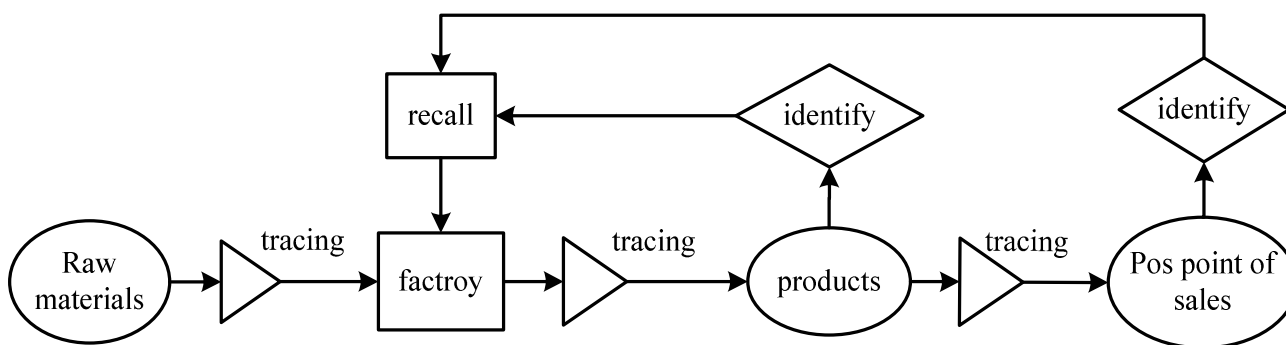 recall
identify
identify
Raw
materials
tracing
factroy
tracing
products
tracing
Pos point of
sales